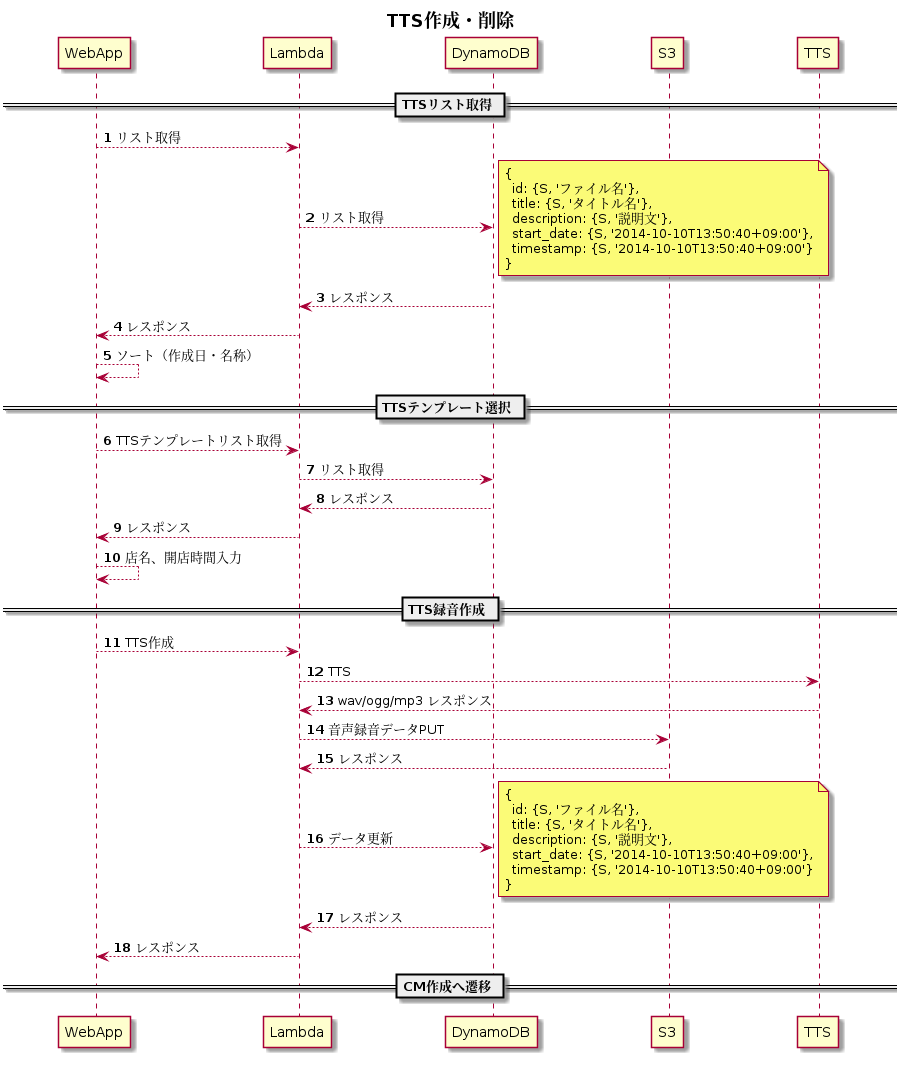 TTS作成・削除
WebApp
Lambda
DynamoDB
S3
TTS
TTSリスト取得
1 リスト取得
{
id: {S, 'ファイル名'},
title: {S, 'タイトル名'},
description: {S, '説明文'},
start_date: {S, '2014-10-10T13:50:40+09:00'},
timestamp: {S, '2014-10-10T13:50:40+09:00'}
}
2 リスト取得
3 レスポンス
4 レスポンス
5 ソート（作成日・名称）
TTSテンプレート選択
6 TTSテンプレートリスト取得
7 リスト取得
8 レスポンス
9 レスポンス
10 店名、開店時間入力
TTS録音作成
11 TTS作成
12 TTS
13 wav/ogg/mp3 レスポンス
14 音声録音データPUT
15 レスポンス
{
id: {S, 'ファイル名'},
title: {S, 'タイトル名'},
description: {S, '説明文'},
start_date: {S, '2014-10-10T13:50:40+09:00'},
timestamp: {S, '2014-10-10T13:50:40+09:00'}
}
16 データ更新
17 レスポンス
18 レスポンス
CM作成へ遷移
WebApp
Lambda
DynamoDB
S3
TTS